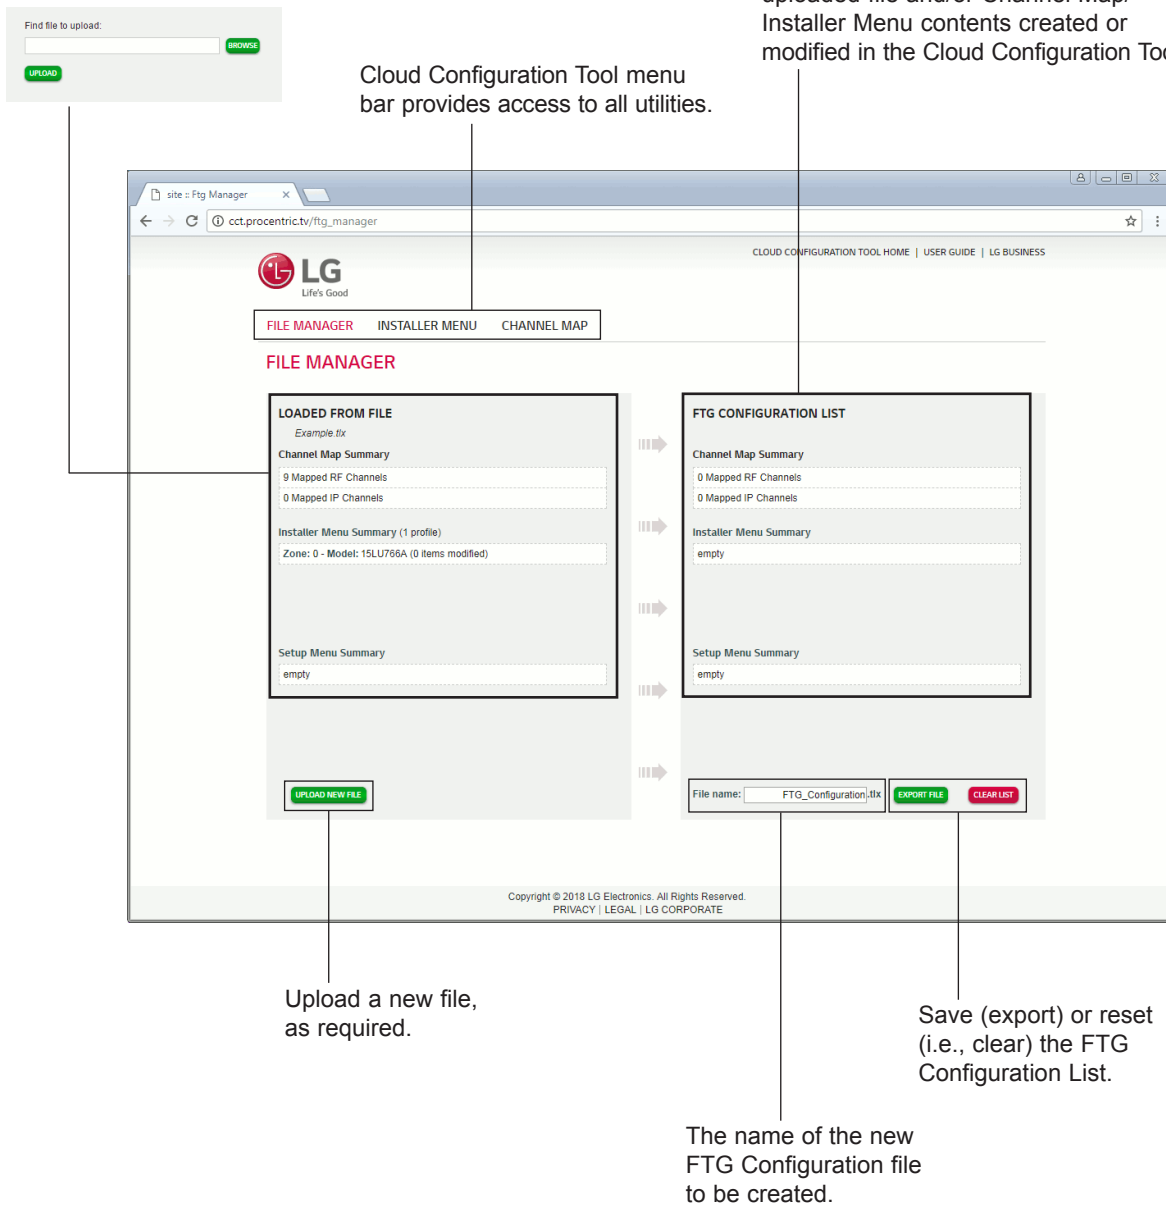 uploaded file and/or Channel Map/
Installer Menu contents created or
modified in the Cloud Configuration
Find file to upload:
BROWSE
UPLOAD
Cloud Configuration Tool menu
bar provides access to all utilities.
site :: Ftg Manager
cct.procentric.tv/ftg_manager
CLOUD CONFIGURATION TOOL HOME | USER GUIDE | LG BUSINESS
LG
Life's Good
FILE MANAGER INSTALLER MENU CHANNEL MAP
FILE MANAGER
LOADED FROM FILE
Example.tlx
Channel Map Summary
9 Mapped RF Channels
0 Mapped IP Channels
Installer Menu Summary (1 profile)
Zone: 0 - Model: 15LU766A (0 items modified)
Setup Menu Summary
empty
UPLOAD NEW FILE
FTG CONFIGURATION LIST
Channel Map Summary
0 Mapped RF Channels
0 Mapped IP Channels
Installer Menu Summary
empty
Setup Menu Summary
empty
File name: FTG_Configuration .tlx EXPORT FILE CLEAR LIST
Copyright © 2018 LG Electronics. All Rights Reserved.
PRIVACY | LEGAL | LG CORPORATE
Upload a new file,
as required.
Save (export) or reset
(i.e., clear) the FTG
Configuration List.
The name of the new
FTG Configuration file
to be created.